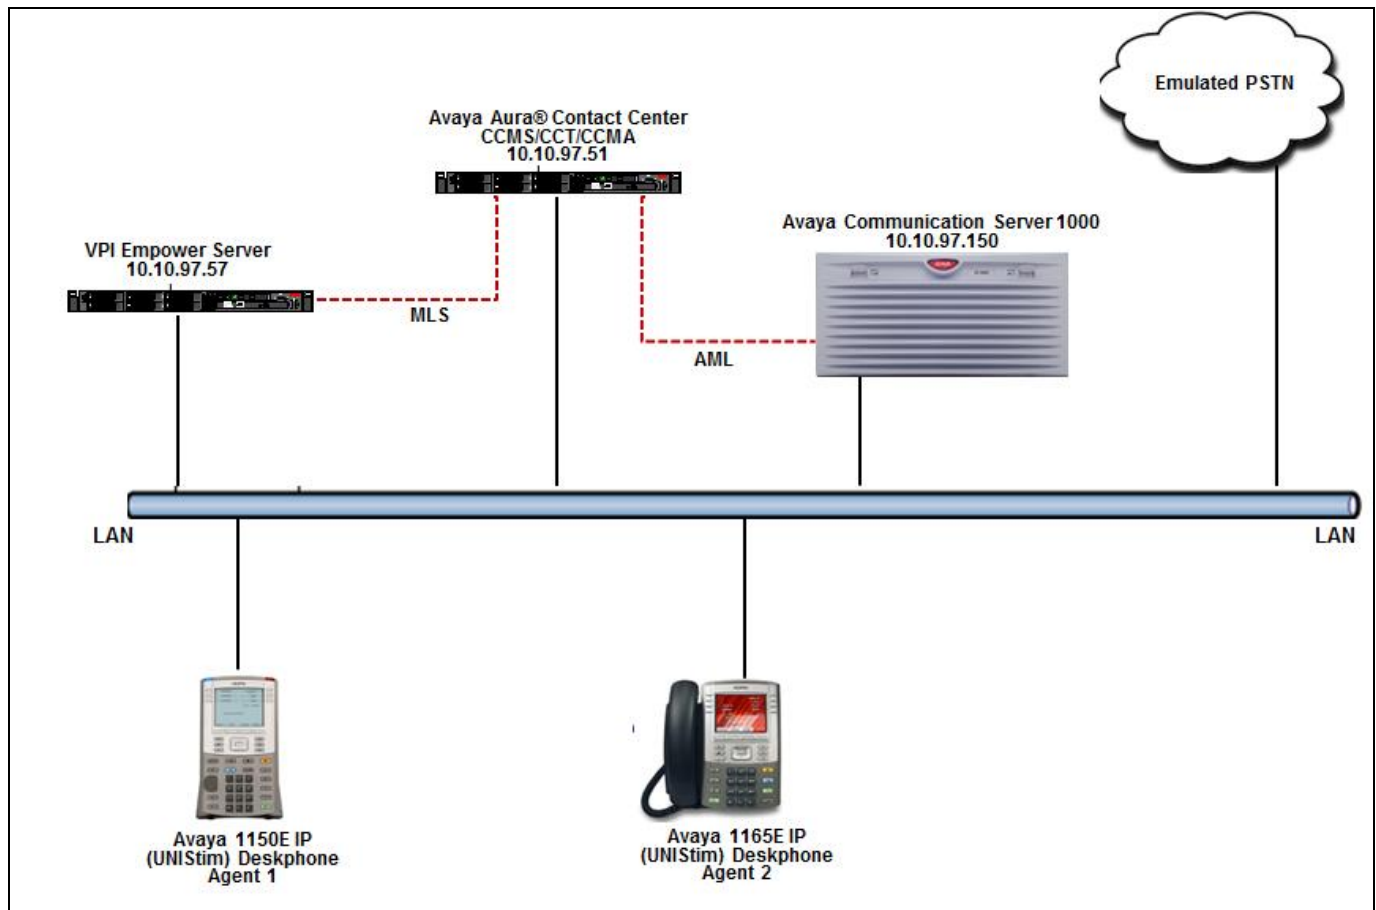 Emulated PSTN
Avaya Aura® Contact Center
CCMS/CCT/CCMA
10.10.97.51
Avaya Communication Server 1000
10.10.97.150
VPI Empower Server
10.10.97.57
MLS
AML
LAN
LAN
Avaya 1150E IP
(UNIStim) Deskphone
Agent 1
Avaya 1165E IP
(UNIStim) Deskphone
Agent 2